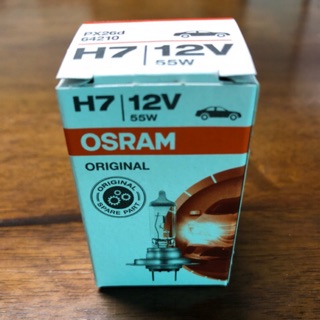 PX26d
64210
H7 | 12V
55W
H7 | 12V
55W
OSRAM
ORIGINAL
ORIGINAL
SPARE PART